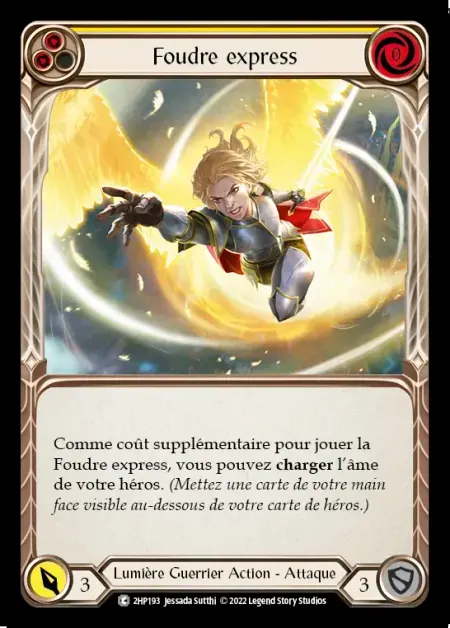 Foudre express
0
Comme coût supplémentaire pour jouer la
Foudre express, vous pouvez charger l'âme
de votre héros. (Mettez une carte de votre main
face visible au-dessous de votre carte de héros.)
3
Lumière Guerrier Action - Attaque
3
C 2HP193 Jessada Sutthi © 2022 Legend Story Studios